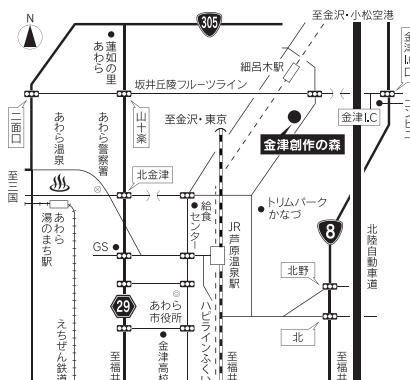 N
305
至金沢・小松空港
蓮如の里
あわら
細呂木駅
坂井丘陵フルーツライン
二面口
山十楽
至金沢・東京
金津I.C
金津創作の森
あわら温泉
あわら警察署
北金津
至三国
あわら
湯のまち駅
給食
センター
JR
芦原温泉駅
トリムパーク
かなづ
8
北陸自動車道
GS
北野
29
あわら
市役所
ハピラインふくい
北
えちぜん鉄道
至福井
金津高校
至福井
至福井